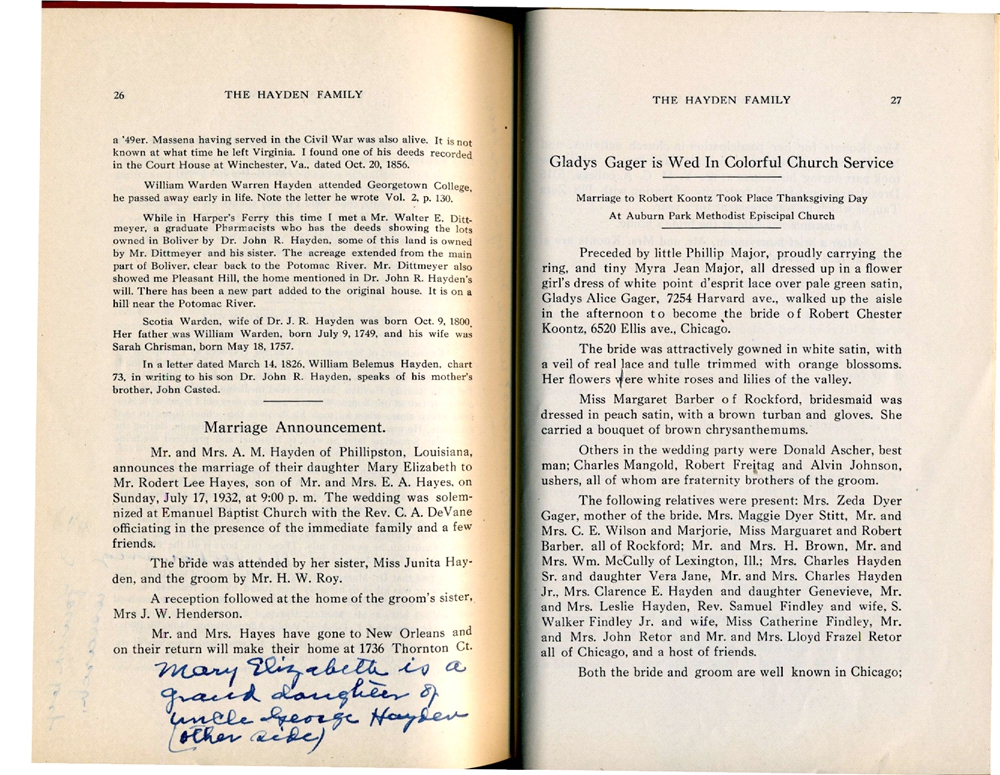 26 THE HAYDEN FAMILY
a '49er. Massena having served in the Civil War was also alive. It is not
known at what time he left Virginia. I found one of his deeds recorded
in the Court House at Winchester, Va., dated Oct. 20, 1856.
William Warden Warren Hayden attended Georgetown College,
he passed away early in life. Note the letter he wrote Vol. 2, p. 130.
While in Harper's Ferry this time I met a Mr. Walter E. Ditt-
meyer, a graduate Pharmacists who has the deeds showing the lots
owned in Boliver by Dr. John R. Hayden, some of this land is owned
by Mr. Dittmeyer and his sister. The acreage extended from the main
part of Boliver, clear back to the Potomac River. Mr. Dittmeyer also
showed me Pleasant Hill, the home mentioned in Dr. John R. Hayden's
will. There has been a new part added to the original house. It is on a
hill near the Potomac River.
Scotia Warden, wife of Dr. J. R. Hayden was born Oct. 9, 1800.
Her father was William Warden, born July 9, 1749, and his wife was
Sarah Chrisman, born May 18, 1757.
In a letter dated March 14, 1826, William Belemus Hayden, chart
73, in writing to his son Dr. John R. Hayden, speaks of his mother's
brother, John Casted.
Marriage Announcement.
Mr. and Mrs. A. M. Hayden of Phillipston, Louisiana,
announces the marriage of their daughter Mary Elizabeth to
Mr. Rodert Lee Hayes, son of Mr. and Mrs. E. A. Hayes, on
Sunday, July 17, 1932, at 9:00 p. m. The wedding was solem-
nized at Emanuel Baptist Church with the Rev. C. A. DeVane
officiating in the presence of the immediate family and a few
friends.
The bride was attended by her sister, Miss Junita Hay-
den, and the groom by Mr. H. W. Roy.
A reception followed at the home of the groom's sister,
Mrs J. W. Henderson.
Mr. and Mrs. Hayes have gone to New Orleans and
on their return will make their home at 1736 Thornton Ct.
Mary Elizabeth is a
grand daughter of
uncle George Hayden
(other side)
THE HAYDEN FAMILY 27
Gladys Gager is Wed In Colorful Church Service
Marriage to Robert Koontz Took Place Thanksgiving Day
At Auburn Park Methodist Episcipal Church
Preceded by little Phillip Major, proudly carrying the
ring, and tiny Myra Jean Major, all dressed up in a flower
girl's dress of white point d'esprit lace over pale green satin,
Gladys Alice Gager, 7254 Harvard ave., walked up the aisle
in the afternoon to become the bride of Robert Chester
Koontz, 6520 Ellis ave., Chicago.
The bride was attractively gowned in white satin, with
a veil of real lace and tulle trimmed with orange blossoms.
Her flowers were white roses and lilies of the valley.
Miss Margaret Barber of Rockford, bridesmaid was
dressed in peach satin, with a brown turban and gloves. She
carried a bouquet of brown chrysanthemums.
Others in the wedding party were Donald Ascher, best
man; Charles Mangold, Robert Freitag and Alvin Johnson,
ushers, all of whom are fraternity brothers of the groom.
The following relatives were present: Mrs. Zeda Dyer
Gager, mother of the bride. Mrs. Maggie Dyer Stitt, Mr. and
Mrs. C. E. Wilson and Marjorie, Miss Marguaret and Robert
Barber. all of Rockford; Mr. and Mrs. H. Brown, Mr. and
Mrs. Wm. McCully of Lexington, Ill.; Mrs. Charles Hayden
Sr. and daughter Vera Jane, Mr. and Mrs. Charles Hayden
Jr., Mrs. Clarence E. Hayden and daughter Genevieve, Mr.
and Mrs. Leslie Hayden, Rev. Samuel Findley and wife, S.
Walker Findley Jr. and wife, Miss Catherine Findley, Mr.
and Mrs. John Retor and Mr. and Mrs. Lloyd Frazel Retor
all of Chicago, and a host of friends.
Both the bride and groom are well known in Chicago;